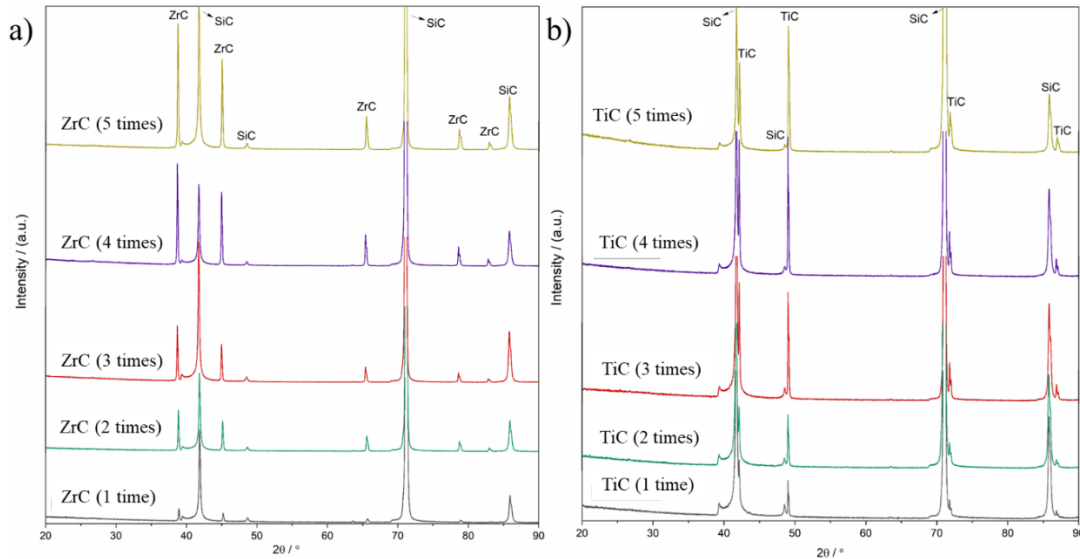 a)
ZrC
SiC
ZrC
SiC
ZrC
SiC
ZrC
ZrC
SiC
ZrC (5 times)
ZrC (4 times)
ZrC (3 times)
ZrC (2 times)
ZrC (1 time)
Intensity / (a.u.)
20 30 40 50 60 70 80 90
2θ / °
b)
SiC
TiC
TiC
SiC
SiC
TiC
SiC
TiC
TiC (5 times)
TiC (4 times)
TiC (3 times)
TiC (2 times)
TiC (1 time)
Intensity / (a.u.)
20 30 40 50 60 70 80 90
2θ / °